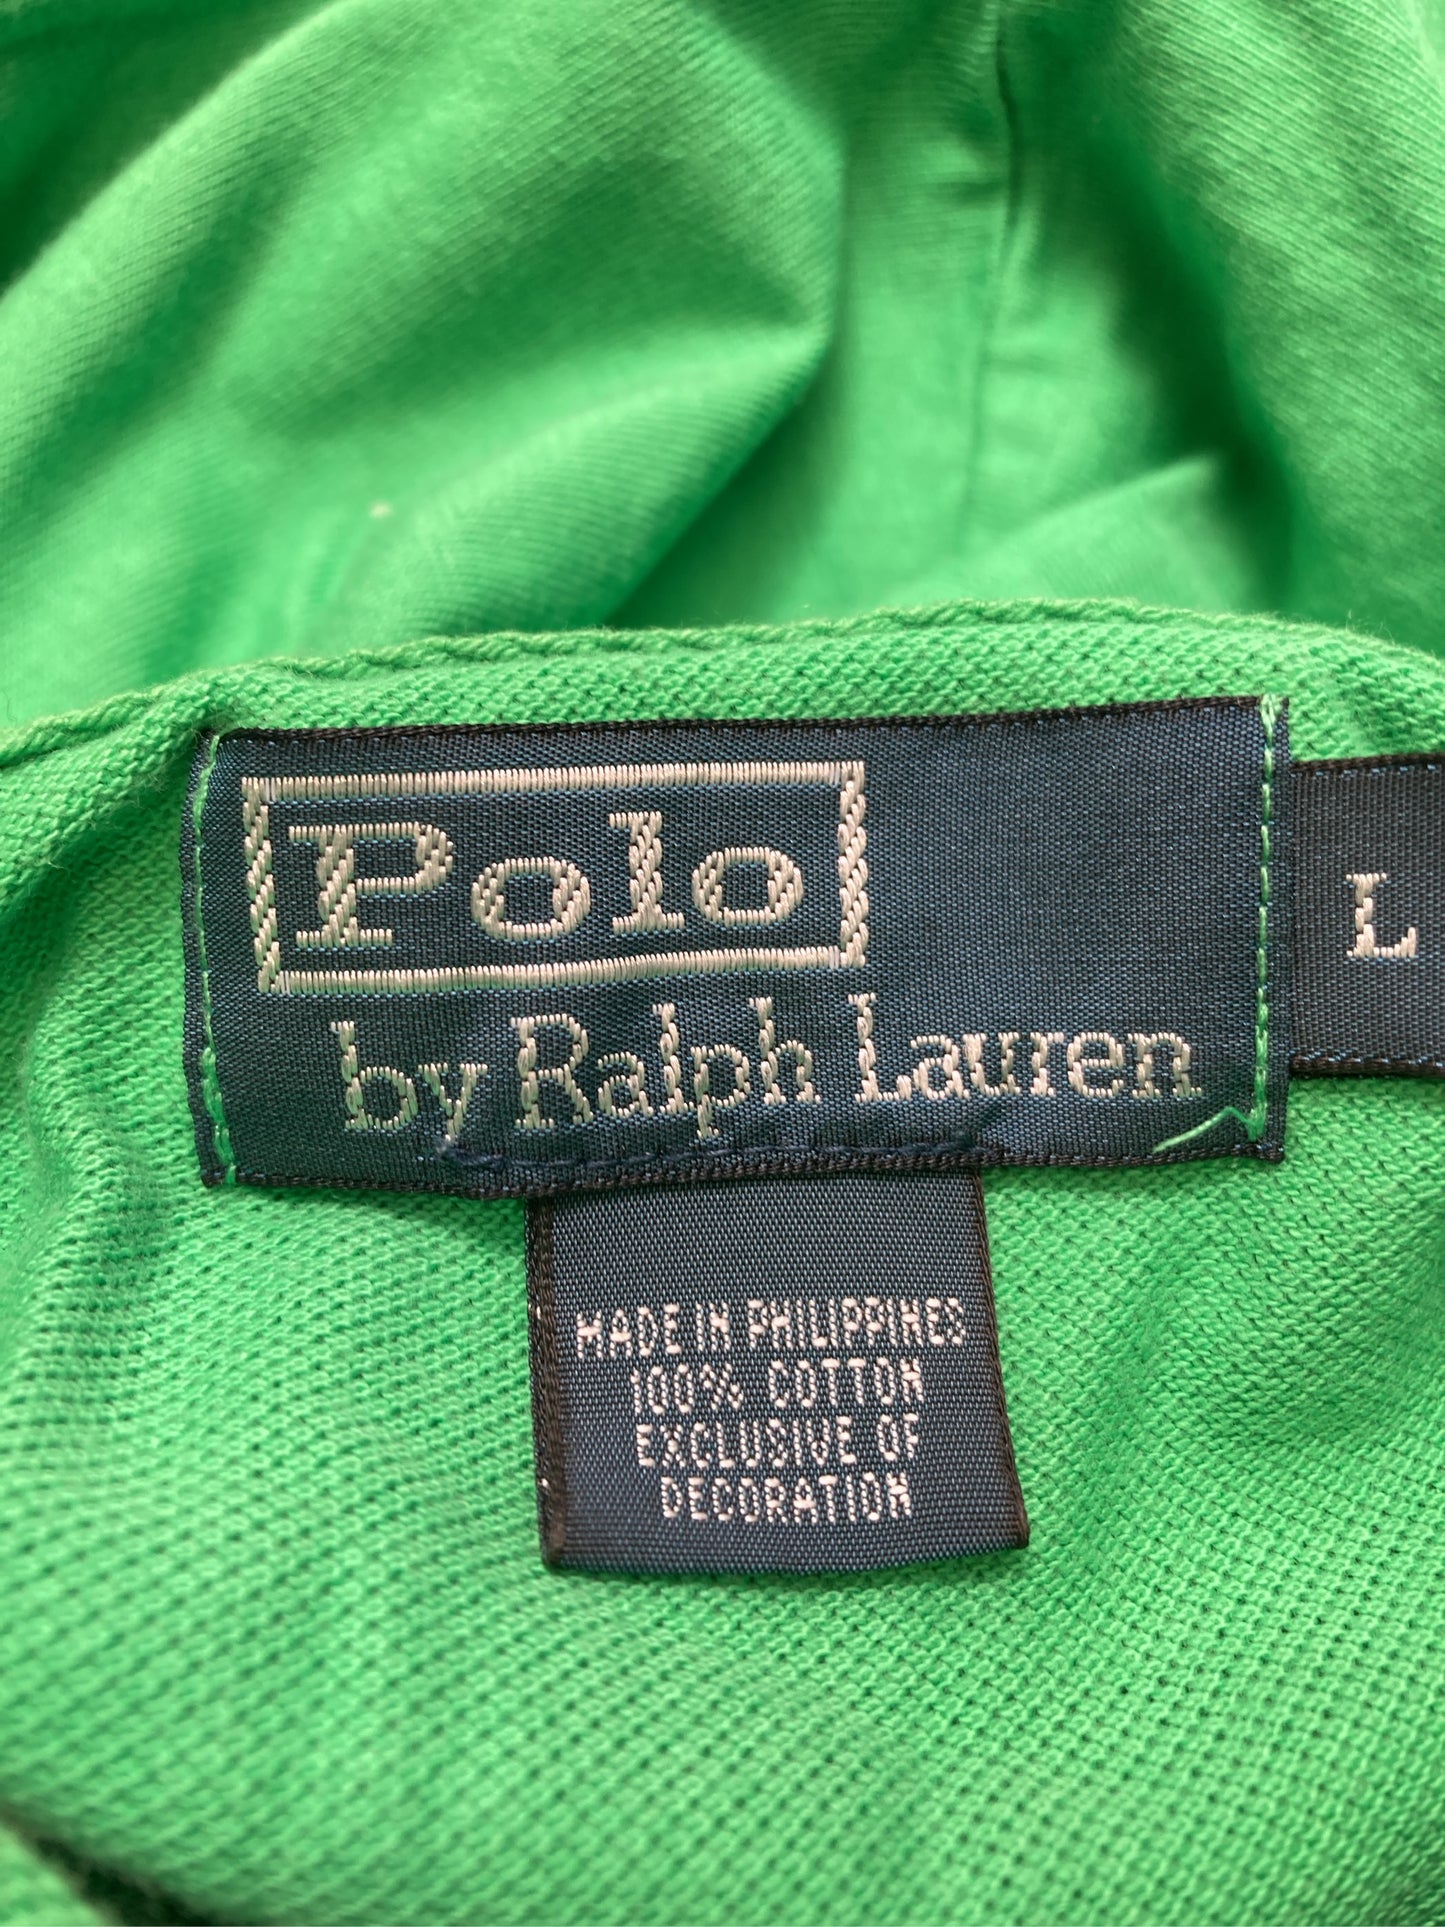 Polo
by Ralph Lauren
L
MADE IN PHILIPPINES
100% COTTON
EXCLUSIVE OF
DECORATION